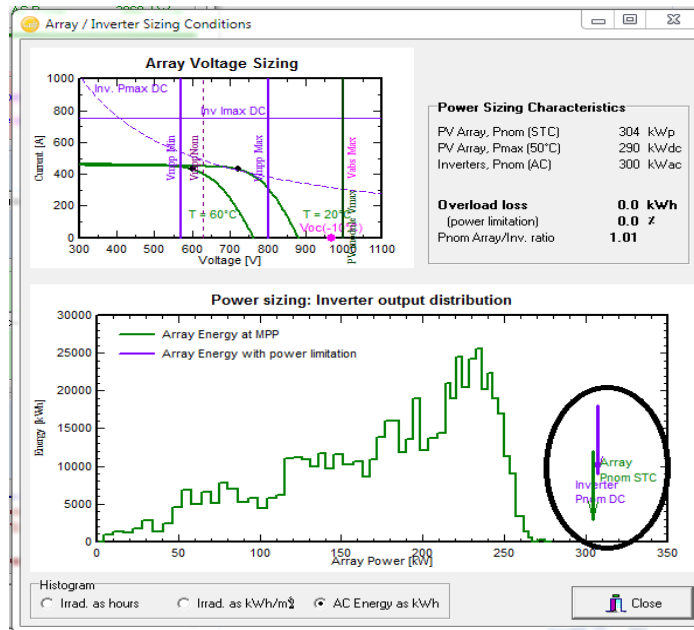 Array / Inverter Sizing Conditions
Array Voltage Sizing
1000
800
600
400
200
0
Current [A]
Inv. Pmax DC
Inv Imax DC
Vmpp Min
VmppNom
Vmpp Max
Vabs Max
T = 60°C
T = 20°C
Voc(-10°C)
300 400 500 600 700 800 900 1000 1100
Voltage [V]
Power Sizing Characteristics
PV Array, Pnom (STC) 304 kWp
PV Array, Pmax (50°C) 290 kWdc
Inverters, Pnom (AC) 300 kWac
Overload loss 0.0 kWh
(power limitation) 0.0 %
Pnom Array/Inv. ratio 1.01
Power sizing: Inverter output distribution
30000
25000
20000
15000
10000
5000
0
Energy [kWh]
Array Energy at MPP
Array Energy with power limitation
Array
Pnom STC
Inverter
Pnom DC
0 50 100 150 200 250 300 350
Array Power [kW]
Histogram
Irrad. as hours
Irrad. as kWh/m²
AC Energy as kWh
Close